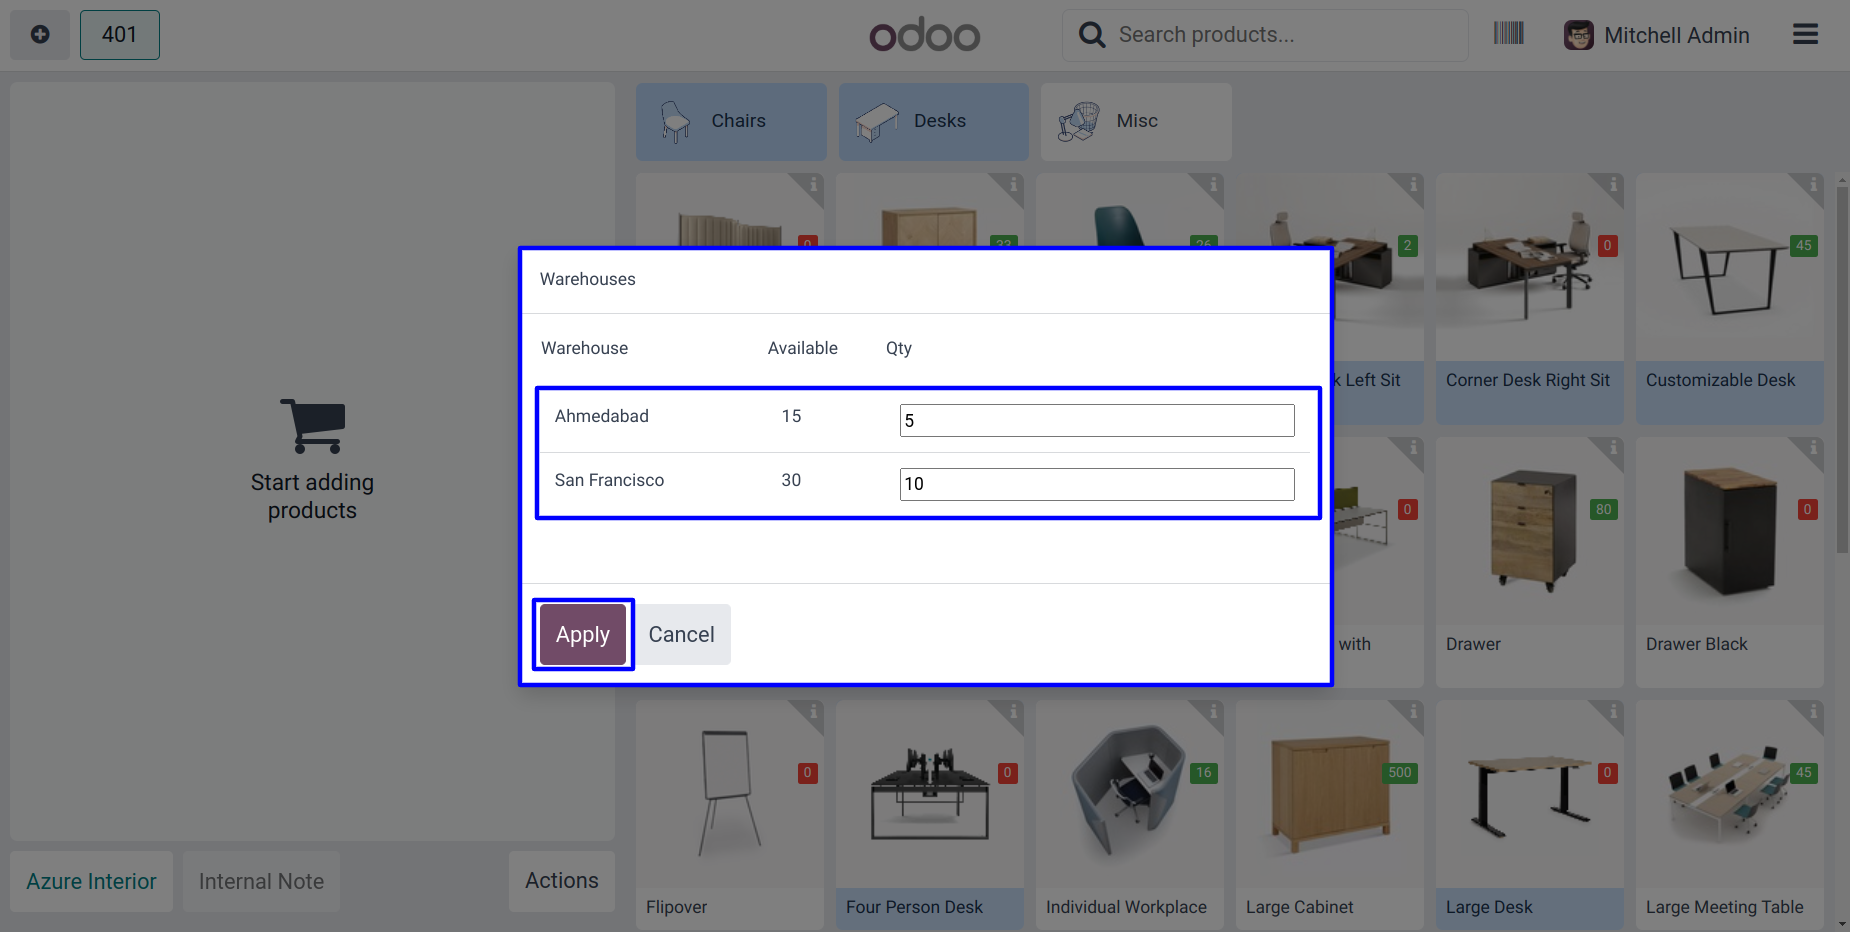 401
odoo
Search products...
Mitchell Admin
Chairs
Desks
Misc
0
33
26
2
0
45
Warehouses
Warehouse Available Qty
Ahmedabad 15 5
San Francisco 30 10
Apply
Cancel
Start adding
products
k Left Sit
Corner Desk Right Sit
Customizable Desk
0
80
0
with
Drawer
Drawer Black
0
0
16
500
0
45
Flipover
Four Person Desk
Individual Workplace
Large Cabinet
Large Desk
Large Meeting Table
Azure Interior
Internal Note
Actions